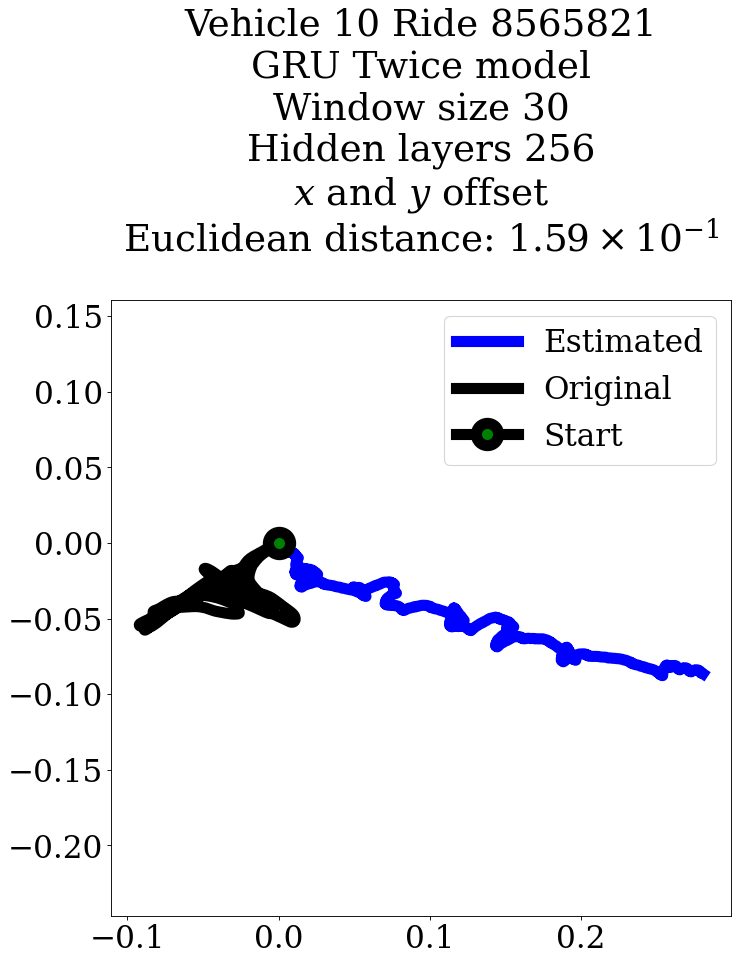 Vehicle 10 Ride 8565821
GRU Twice model
Window size 30
Hidden layers 256
x and y offset
Euclidean distance: 1.59 × 10⁻¹
Estimated
Original
Start
0.15
0.10
0.05
0.00
−0.05
−0.10
−0.15
−0.20
−0.1 0.0 0.1 0.2